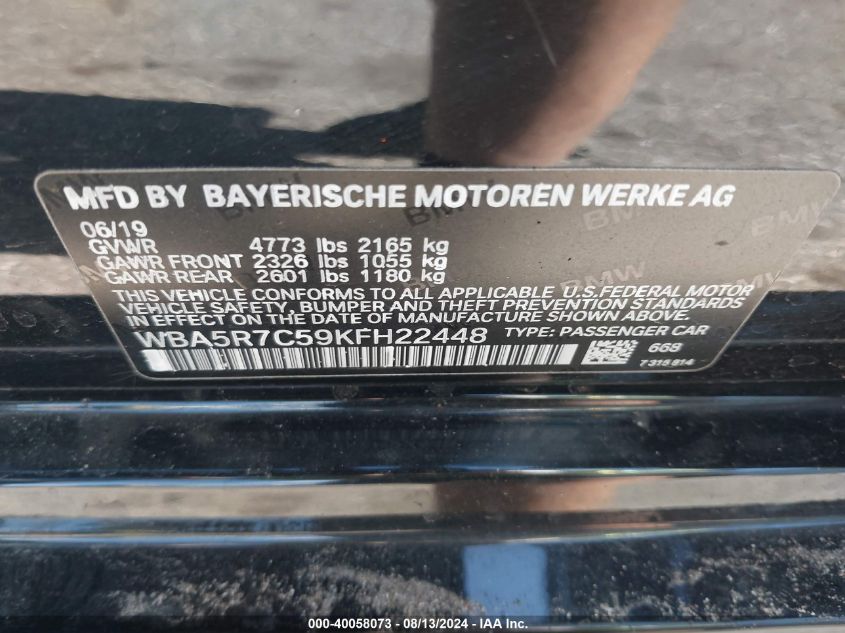 MFD BY BAYERISCHE MOTOREN WERKE AG
06/19
GVWR 4773 lbs 2165 kg
GAWR FRONT 2326 lbs 1055 kg
GAWR REAR 2601 lbs 1180 kg
THIS VEHICLE CONFORMS TO ALL APPLICABLE U.S.FEDERAL MOTOR
VEHICLE SAFETY, BUMPER AND THEFT PREVENTION STANDARDS
IN EFFECT ON THE DATE OF MANUFACTURE SHOWN ABOVE.
WBA5R7C59KFH22448 TYPE: PASSENGER CAR
668
7 315 814
000-40058073 — 08/13/2024 - IAA Inc.